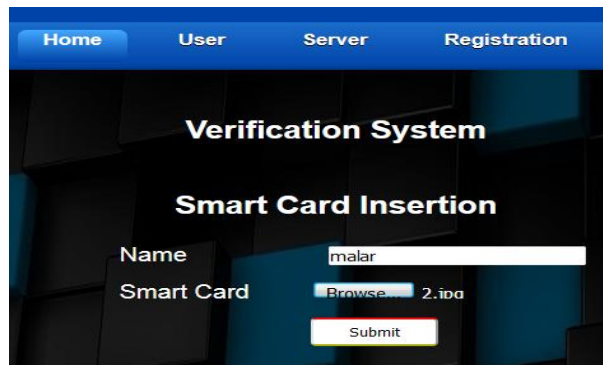 Home User Server Registration
Verification System
Smart Card Insertion
Name malar
Smart Card Browse... 2.jpg
Submit